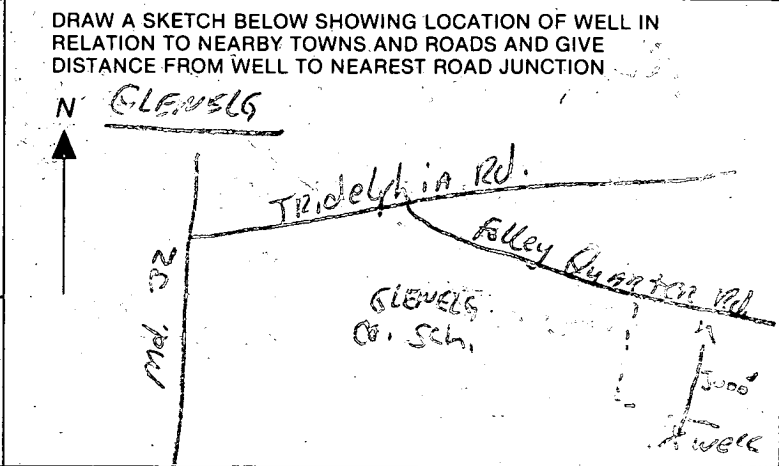 DRAW A SKETCH BELOW SHOWING LOCATION OF WELL IN
RELATION TO NEARBY TOWNS AND ROADS AND GIVE
DISTANCE FROM WELL TO NEAREST ROAD JUNCTION
N GLENELG
TRidelphiA Rd.
Folley QuARTER Rd
Md. 32
GLENELG
Co. Sch.
X well